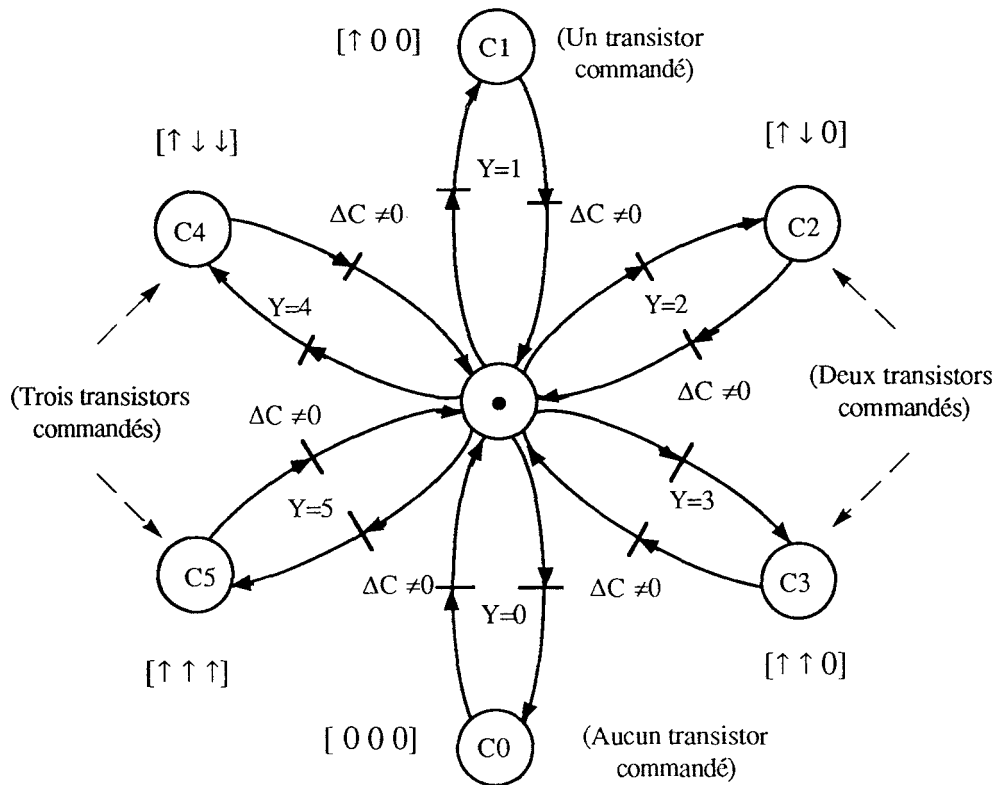 [↑ 0 0]
C1
(Un transistor
commandé)
[↑ ↓ ↓]
[↑ ↓ 0]
Y=1
C4
ΔC ≠0
ΔC ≠0
C2
Y=4
Y=2
(Trois transistors
commandés)
ΔC ≠0
ΔC ≠0
(Deux transistors
commandés)
Y=5
Y=3
C5
ΔC ≠0
Y=0
ΔC ≠0
C3
[↑ ↑ ↑]
[↑ ↑ 0]
[ 0 0 0]
C0
(Aucun transistor
commandé)